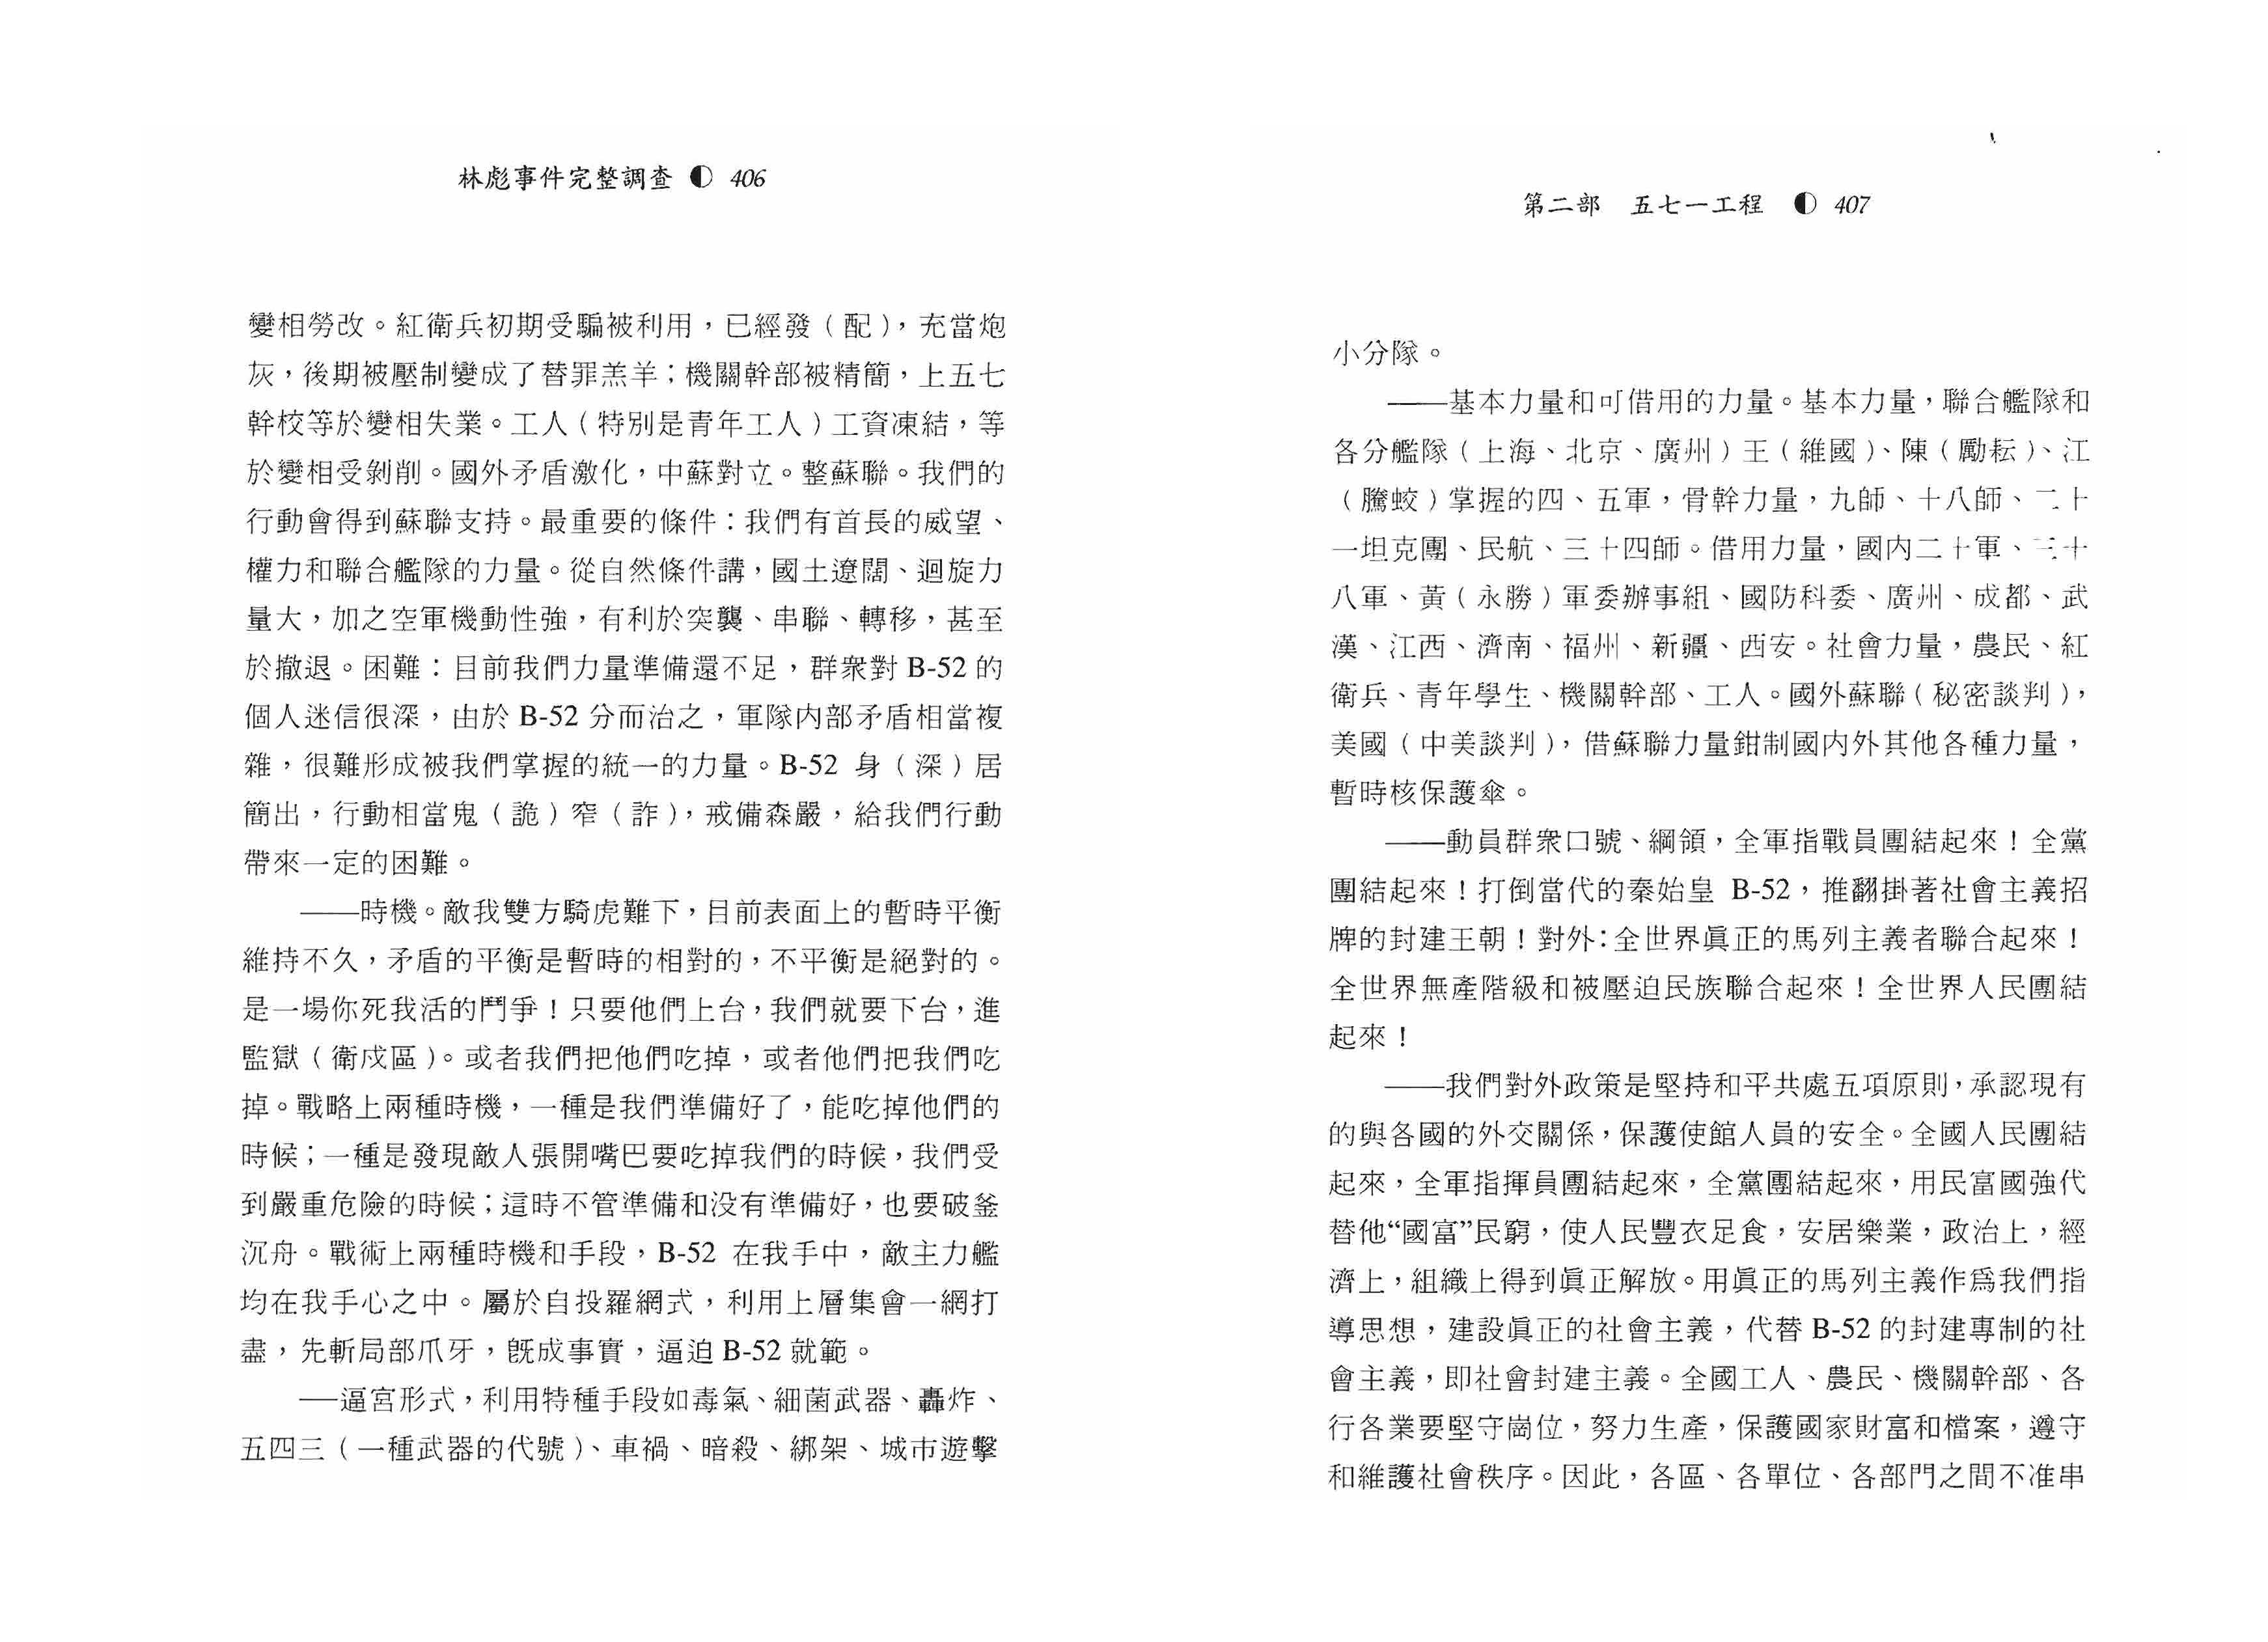 林彪事件完整調查 ◐ 406
變相勞改。紅衛兵初期受騙被利用，已經發（配），充當炮
灰，後期被壓制變成了替罪羔羊；機關幹部被精簡，上五七
幹校等於變相失業。工人（特別是青年工人）工資凍結，等
於變相受剝削。國外矛盾激化，中蘇對立。整蘇聯。我們的
行動會得到蘇聯支持。最重要的條件：我們有首長的威望、
權力和聯合艦隊的力量。從自然條件講，國土遼闊、迴旋力
量大，加之空軍機動性強，有利於突襲、串聯、轉移，甚至
於撤退。困難：目前我們力量準備還不足，群衆對 B-52 的
個人迷信很深，由於 B-52 分而治之，軍隊内部矛盾相當複
雜，很難形成被我們掌握的統一的力量。B-52 身（深）居
簡出，行動相當鬼（詭）窄（詐），戒備森嚴，給我們行動
帶來一定的困難。
——時機。敵我雙方騎虎難下，目前表面上的暫時平衡
維持不久，矛盾的平衡是暫時的相對的，不平衡是絕對的。
是一場你死我活的鬥爭！只要他們上台，我們就要下台，進
監獄（衛戍區）。或者我們把他們吃掉，或者他們把我們吃
掉。戰略上兩種時機，一種是我們準備好了，能吃掉他們的
時候；一種是發現敵人張開嘴巴要吃掉我們的時候，我們受
到嚴重危險的時候；這時不管準備和没有準備好，也要破釜
沉舟。戰術上兩種時機和手段，B-52 在我手中，敵主力艦
均在我手心之中。屬於自投羅網式，利用上層集會一網打
盡，先斬局部爪牙，旣成事實，逼迫 B-52 就範。
—逼宮形式，利用特種手段如毒氣、細菌武器、轟炸、
五四三（一種武器的代號）、車禍、暗殺、綁架、城市遊擊
第二部　五七一工程 ◐ 407
小分隊。
——基本力量和可借用的力量。基本力量，聯合艦隊和
各分艦隊（上海、北京、廣州）王（維國）、陳（勵耘）、江
（騰蛟）掌握的四、五軍，骨幹力量，九師、十八師、二十
一坦克團、民航、三十四師。借用力量，國内二十軍、三十
八軍、黃（永勝）軍委辦事組、國防科委、廣州、成都、武
漢、江西、濟南、福州、新疆、西安。社會力量，農民、紅
衛兵、青年學生、機關幹部、工人。國外蘇聯（秘密談判），
美國（中美談判），借蘇聯力量鉗制國内外其他各種力量，
暫時核保護傘。
——動員群衆口號、綱領，全軍指戰員團結起來！全黨
團結起來！打倒當代的秦始皇 B-52，推翻掛著社會主義招
牌的封建王朝！對外：全世界眞正的馬列主義者聯合起來！
全世界無產階級和被壓迫民族聯合起來！全世界人民團結
起來！
——我們對外政策是堅持和平共處五項原則，承認現有
的與各國的外交關係，保護使館人員的安全。全國人民團結
起來，全軍指揮員團結起來，全黨團結起來，用民富國強代
替他“國富”民窮，使人民豐衣足食，安居樂業，政治上，經
濟上，組織上得到眞正解放。用眞正的馬列主義作爲我們指
導思想，建設眞正的社會主義，代替 B-52 的封建專制的社
會主義，即社會封建主義。全國工人、農民、機關幹部、各
行各業要堅守崗位，努力生產，保護國家財富和檔案，遵守
和維護社會秩序。因此，各區、各單位、各部門之間不准串